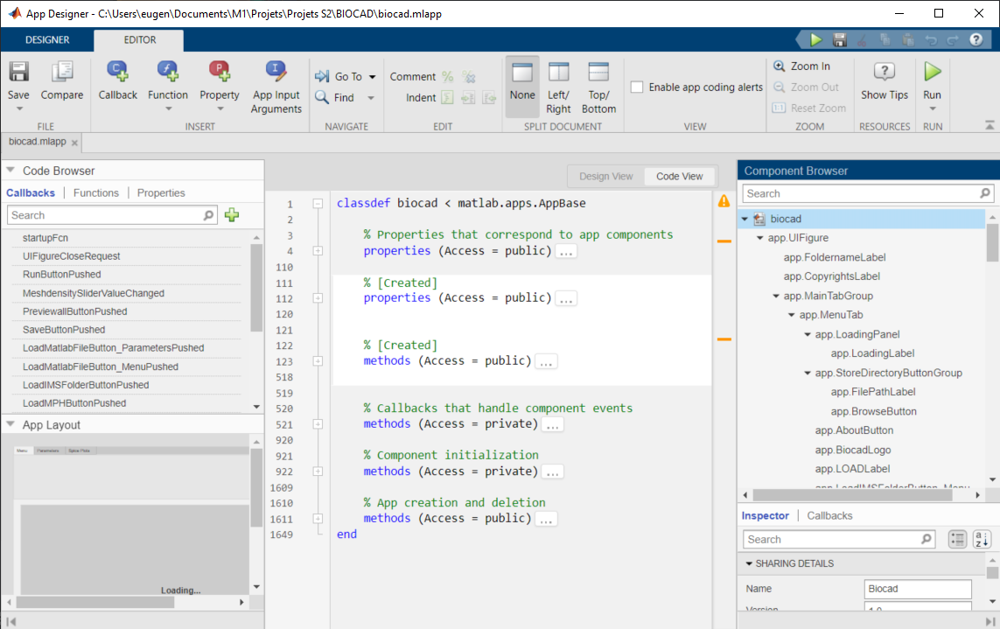 App Designer - C:\Users\eugen\Documents\M1\Projets\Projets S2\BIOCAD\biocad.mlapp
DESIGNER
EDITOR
Save
Compare
FILE
Callback
Function
Property
App Input
Arguments
INSERT
Go To
Find
NAVIGATE
Comment
Indent
EDIT
None
Left/
Right
Top/
Bottom
SPLIT DOCUMENT
Enable app coding alerts
VIEW
Zoom In
Zoom Out
Reset Zoom
ZOOM
Show Tips
RESOURCES
Run
RUN
biocad.mlapp
Code Browser
Callbacks
Functions
Properties
Search
startupFcn
UIFigureCloseRequest
RunButtonPushed
MeshdensitySliderValueChanged
PreviewallButtonPushed
SaveButtonPushed
LoadMatlabFileButton_ParametersPushed
LoadMatlabFileButton_MenuPushed
LoadIMSFolderButtonPushed
LoadMPHButtonPushed
App Layout
Menu
Parameters
Spine Plots
Loading...
Design View
Code View
1 classdef biocad < matlab.apps.AppBase
2
3 % Properties that correspond to app components
4 properties (Access = public) ...
110
111 % [Created]
112 properties (Access = public) ...
120
121
122 % [Created]
123 methods (Access = public) ...
518
519
520 % Callbacks that handle component events
521 methods (Access = private) ...
920
921 % Component initialization
922 methods (Access = private) ...
1609
1610 % App creation and deletion
1611 methods (Access = public) ...
1649 end
Component Browser
Search
biocad
app.UIFigure
app.FoldernameLabel
app.CopyrightsLabel
app.MainTabGroup
app.MenuTab
app.LoadingPanel
app.LoadingLabel
app.StoreDirectoryButtonGroup
app.FilePathLabel
app.BrowseButton
app.AboutButton
app.BiocadLogo
app.LOADLabel
app.LoadIMSFolderButton_Menu
Inspector
Callbacks
Search
SHARING DETAILS
Name
Biocad
Version
1.0